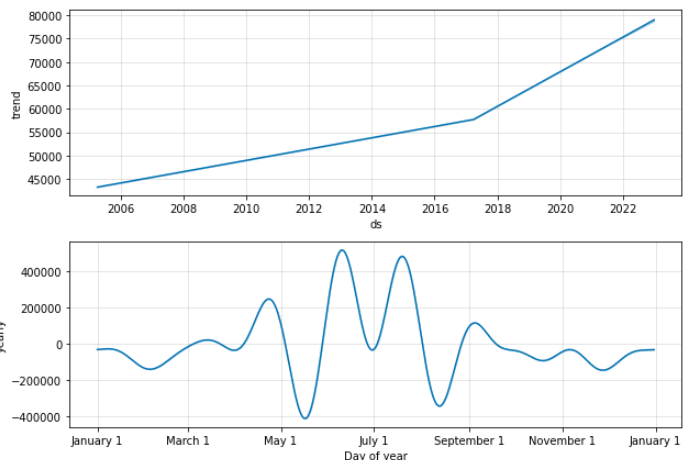 80000
75000
70000
65000
60000
55000
50000
45000
trend
2006 2008 2010 2012 2014 2016 2018 2020 2022
ds
400000
200000
0
−200000
−400000
yearly
January 1 March 1 May 1 July 1 September 1 November 1 January 1
Day of year